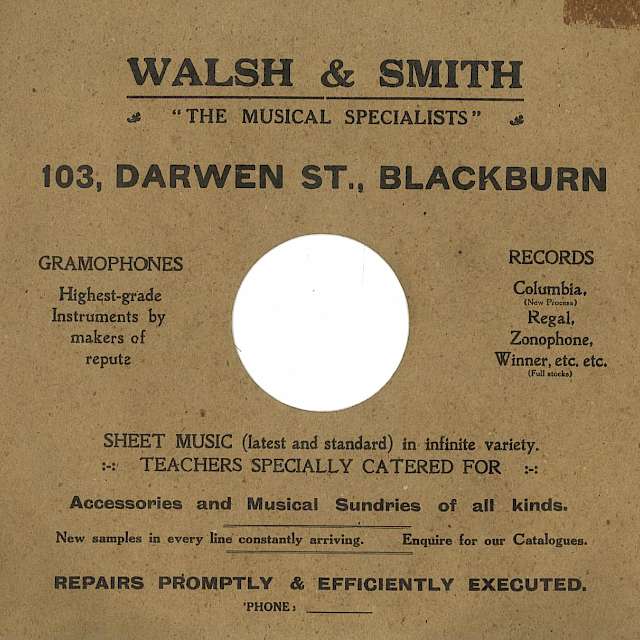 WALSH & SMITH
"THE MUSICAL SPECIALISTS"
103, DARWEN ST., BLACKBURN
GRAMOPHONES
Highest-grade
Instruments by
makers of
repute
RECORDS
Columbia,
(New Process)
Regal,
Zonophone,
Winner, etc. etc.
(Full stocks)
SHEET MUSIC (latest and standard) in infinite variety.
:-: TEACHERS SPECIALLY CATERED FOR :-:
Accessories and Musical Sundries of all kinds.
New samples in every line constantly arriving. Enquire for our Catalogues.
REPAIRS PROMPTLY & EFFICIENTLY EXECUTED.
'PHONE: